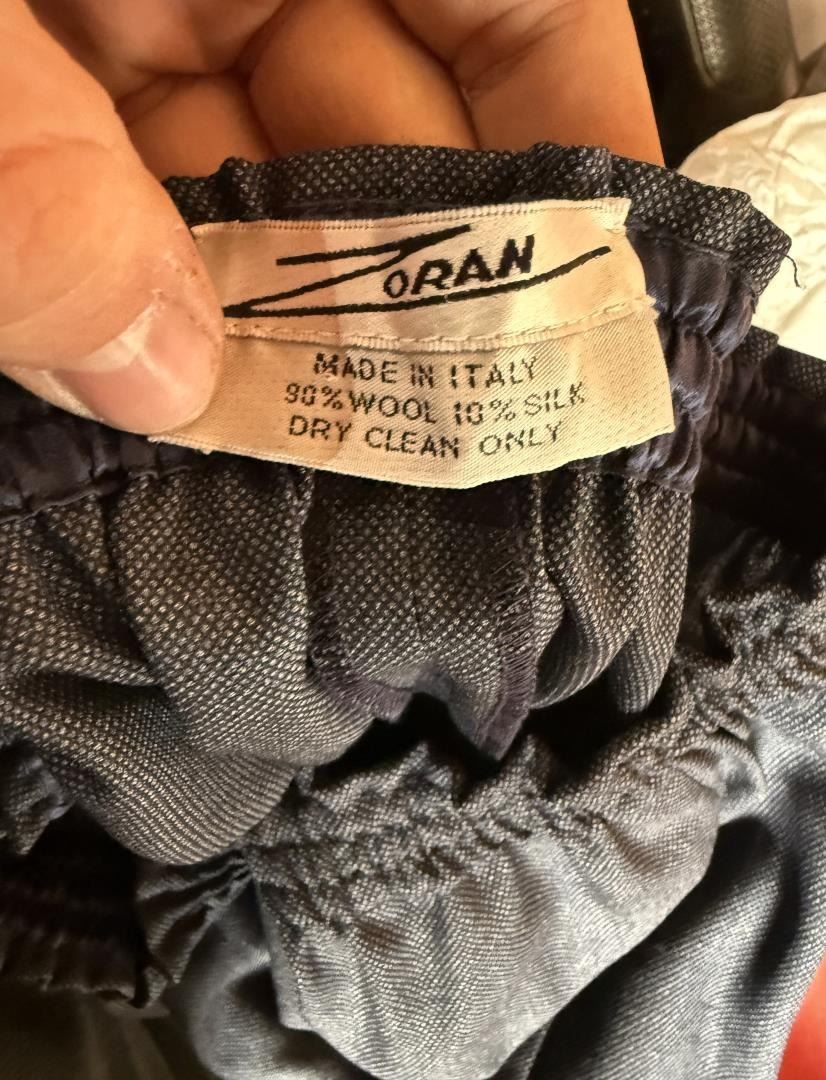 ZORAN
MADE IN ITALY
90% WOOL 10% SILK
DRY CLEAN ONLY